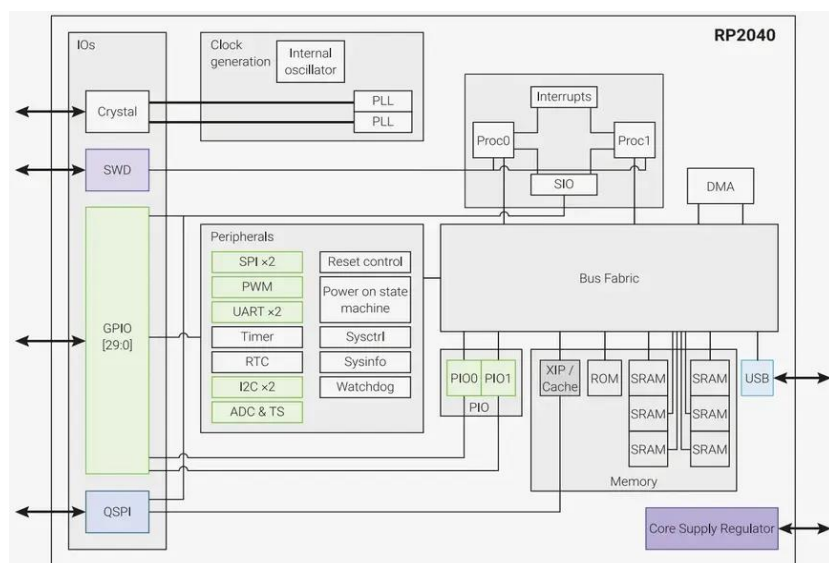 RP2040
IOs
Clock
generation
Internal
oscillator
Crystal
PLL
PLL
Interrupts
Proc0
Proc1
SWD
SIO
DMA
GPIO
[29:0]
Peripherals
SPI ×2
PWM
UART ×2
Timer
RTC
I2C ×2
ADC & TS
Reset control
Power on state
machine
Sysctrl
Sysinfo
Watchdog
Bus Fabric
PIO0
PIO1
PIO
XIP /
Cache
ROM
SRAM
SRAM
SRAM
SRAM
SRAM
SRAM
Memory
USB
QSPI
Core Supply Regulator